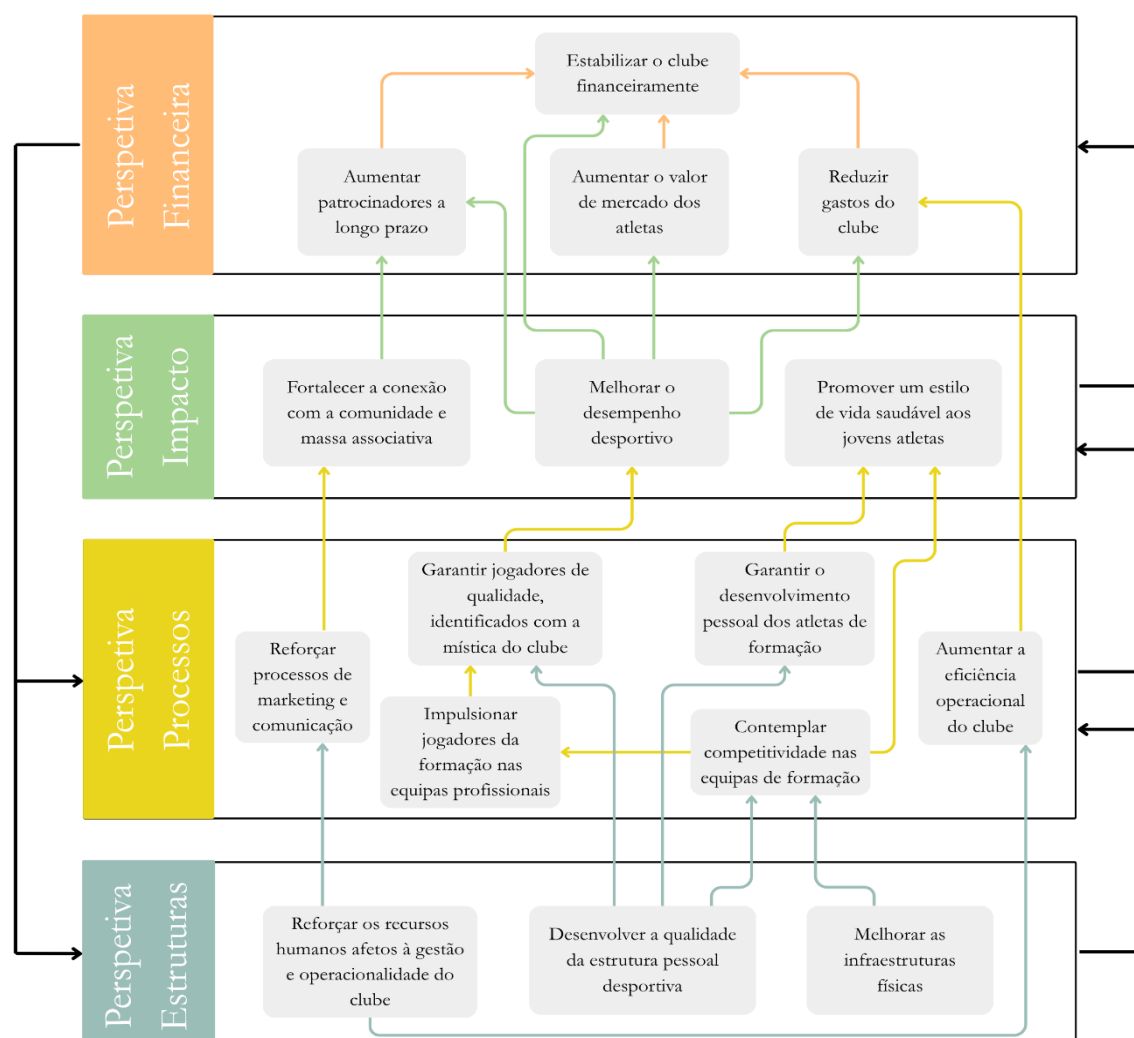 Perspetiva
Financeira
Estabilizar o clube
financeiramente
Aumentar
patrocinadores a
longo prazo
Aumentar o valor
de mercado dos
atletas
Reduzir
gastos do
clube
Perspetiva
Impacto
Fortalecer a conexão
com a comunidade e
massa associativa
Melhorar o
desempenho
desportivo
Promover um estilo
de vida saudável aos
jovens atletas
Perspetiva
Processos
Garantir jogadores de
qualidade,
identificados com a
mística do clube
Garantir o
desenvolvimento
pessoal dos atletas de
formação
Reforçar
processos de
marketing e
comunicação
Aumentar a
eficiência
operacional
do clube
Impulsionar
jogadores da
formação nas
equipas profissionais
Contemplar
competitividade nas
equipas de formação
Perspetiva
Estruturas
Reforçar os recursos
humanos afetos à gestão
e operacionalidade do
clube
Desenvolver a qualidade
da estrutura pessoal
desportiva
Melhorar as
infraestruturas
físicas